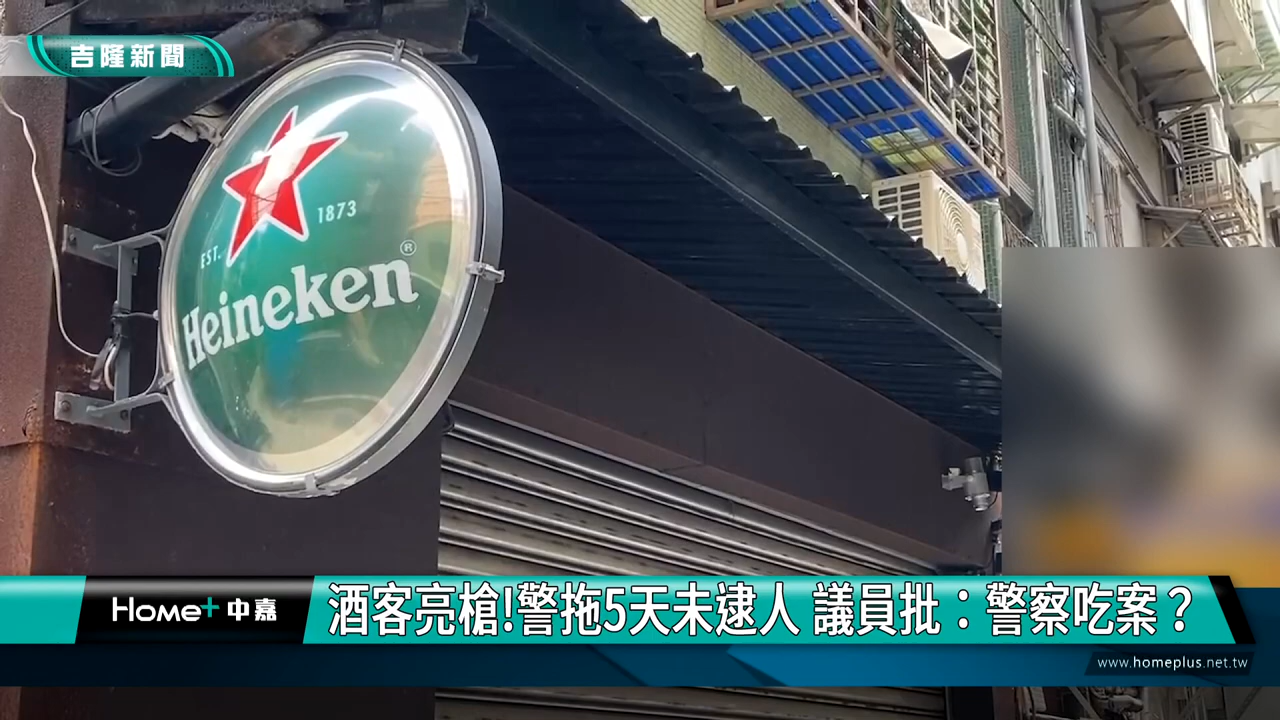 吉隆新聞
EST. 1873
Heineken®
Home+中嘉
酒客亮槍!警拖5天未逮人 議員批：警察吃案？
www.homeplus.net.tw